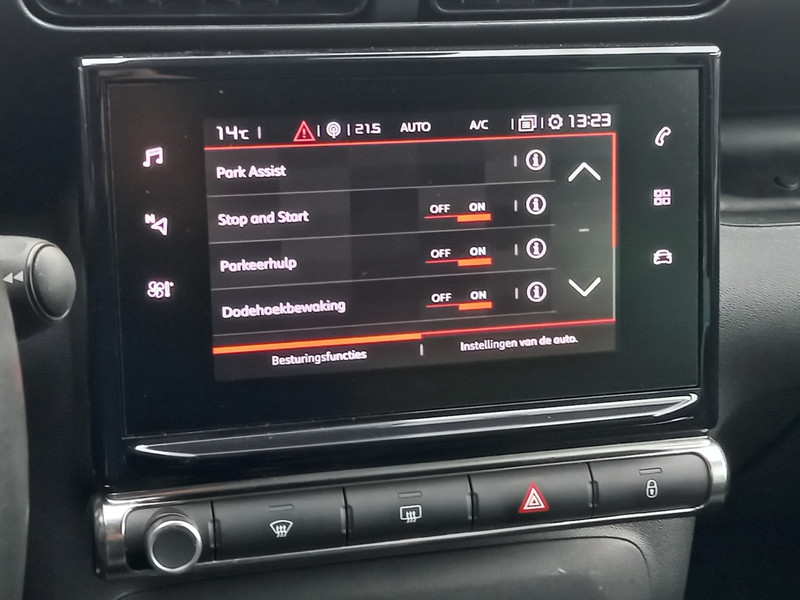 14°C 21.5 AUTO A/C 13:23
Park Assist
Stop and Start OFF ON
Parkeerhulp OFF ON
Dodehoekbewaking OFF ON
Besturingsfuncties Instellingen van de auto.
N